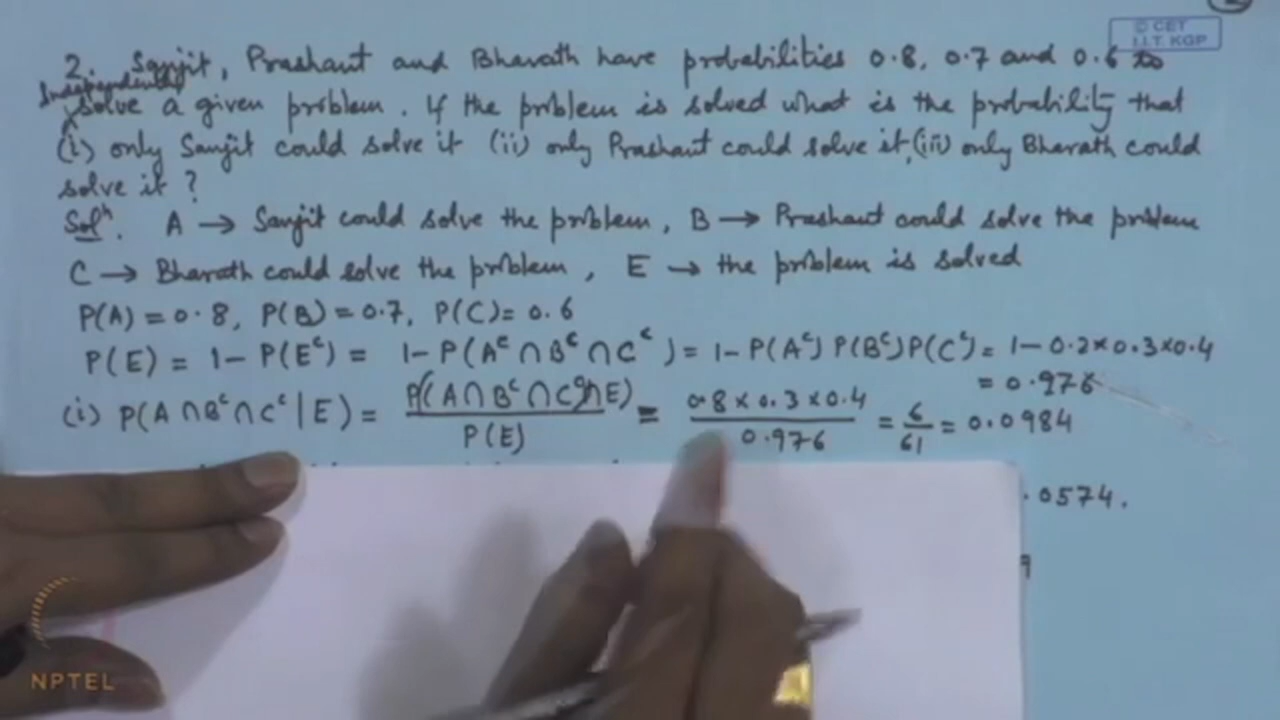 © CET
I.I.T. KGP
2. Sanjit, Prashant and Bharath have probabilities 0.8, 0.7 and 0.6 to
Independently
solve a given problem. If the problem is solved what is the probability that
(i) only Sanjit could solve it (ii) only Prashant could solve it, (iii) only Bharath could
solve it?
Solⁿ. A → Sanjit could solve the problem, B → Prashant could solve the problem
C → Bharath could solve the problem, E → the problem is solved
P(A) = 0.8, P(B) = 0.7, P(C) = 0.6
P(E) = 1 - P(Eᶜ) = 1 - P(Aᶜ ∩ Bᶜ ∩ Cᶜ) = 1 - P(Aᶜ) P(Bᶜ) P(Cᶜ) = 1 - 0.2 × 0.3 × 0.4
= 0.976
(i) P(A ∩ Bᶜ ∩ Cᶜ | E) = P((A ∩ Bᶜ ∩ Cᶜ) ∩ E) / P(E) = 0.8 × 0.3 × 0.4 / 0.976 = 6/61 = 0.0984
.0574.
NPTEL